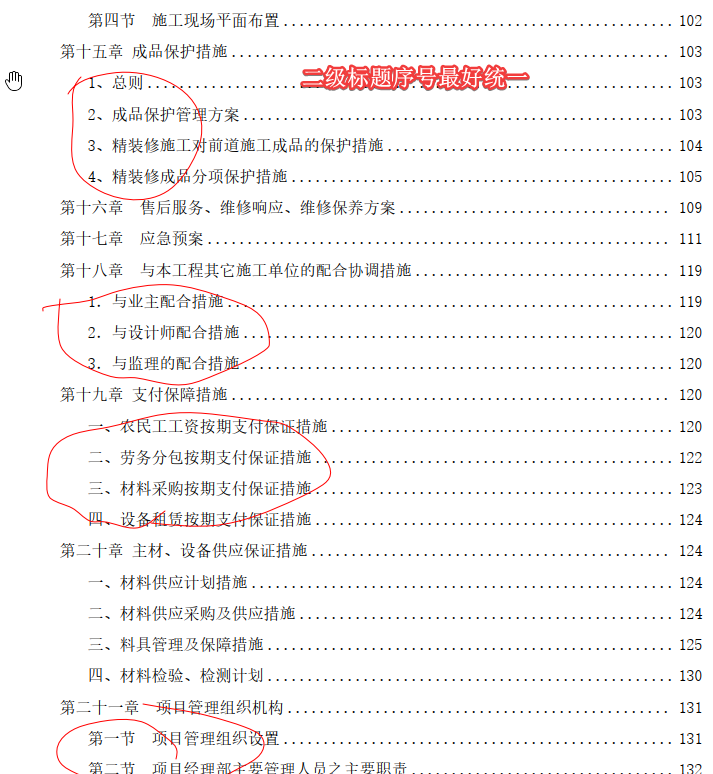 第四节　施工现场平面布置................................................102
第十五章 成品保护措施................................................103
二级标题序号最好统一
1、总则................................................103
2、成品保护管理方案................................................103
3、精装修施工对前道施工成品的保护措施................................................104
4、精装修成品分项保护措施................................................105
第十六章　售后服务、维修响应、维修保养方案................................................109
第十七章　应急预案................................................111
第十八章　与本工程其它施工单位的配合协调措施................................................119
1．与业主配合措施................................................119
2．与设计师配合措施................................................120
3．与监理的配合措施................................................120
第十九章 支付保障措施................................................120
一、农民工工资按期支付保证措施................................................120
二、劳务分包按期支付保证措施................................................122
三、材料采购按期支付保证措施................................................123
四、设备租赁按期支付保证措施................................................124
第二十章 主材、设备供应保证措施................................................124
一、材料供应计划措施................................................124
二、材料供应采购及供应措施................................................124
三、料具管理及保障措施................................................125
四、材料检验、检测计划................................................130
第二十一章　项目管理组织机构................................................131
第一节　项目管理组织设置................................................131
第二节　项目经理部主要管理人员之主要职责................................................132